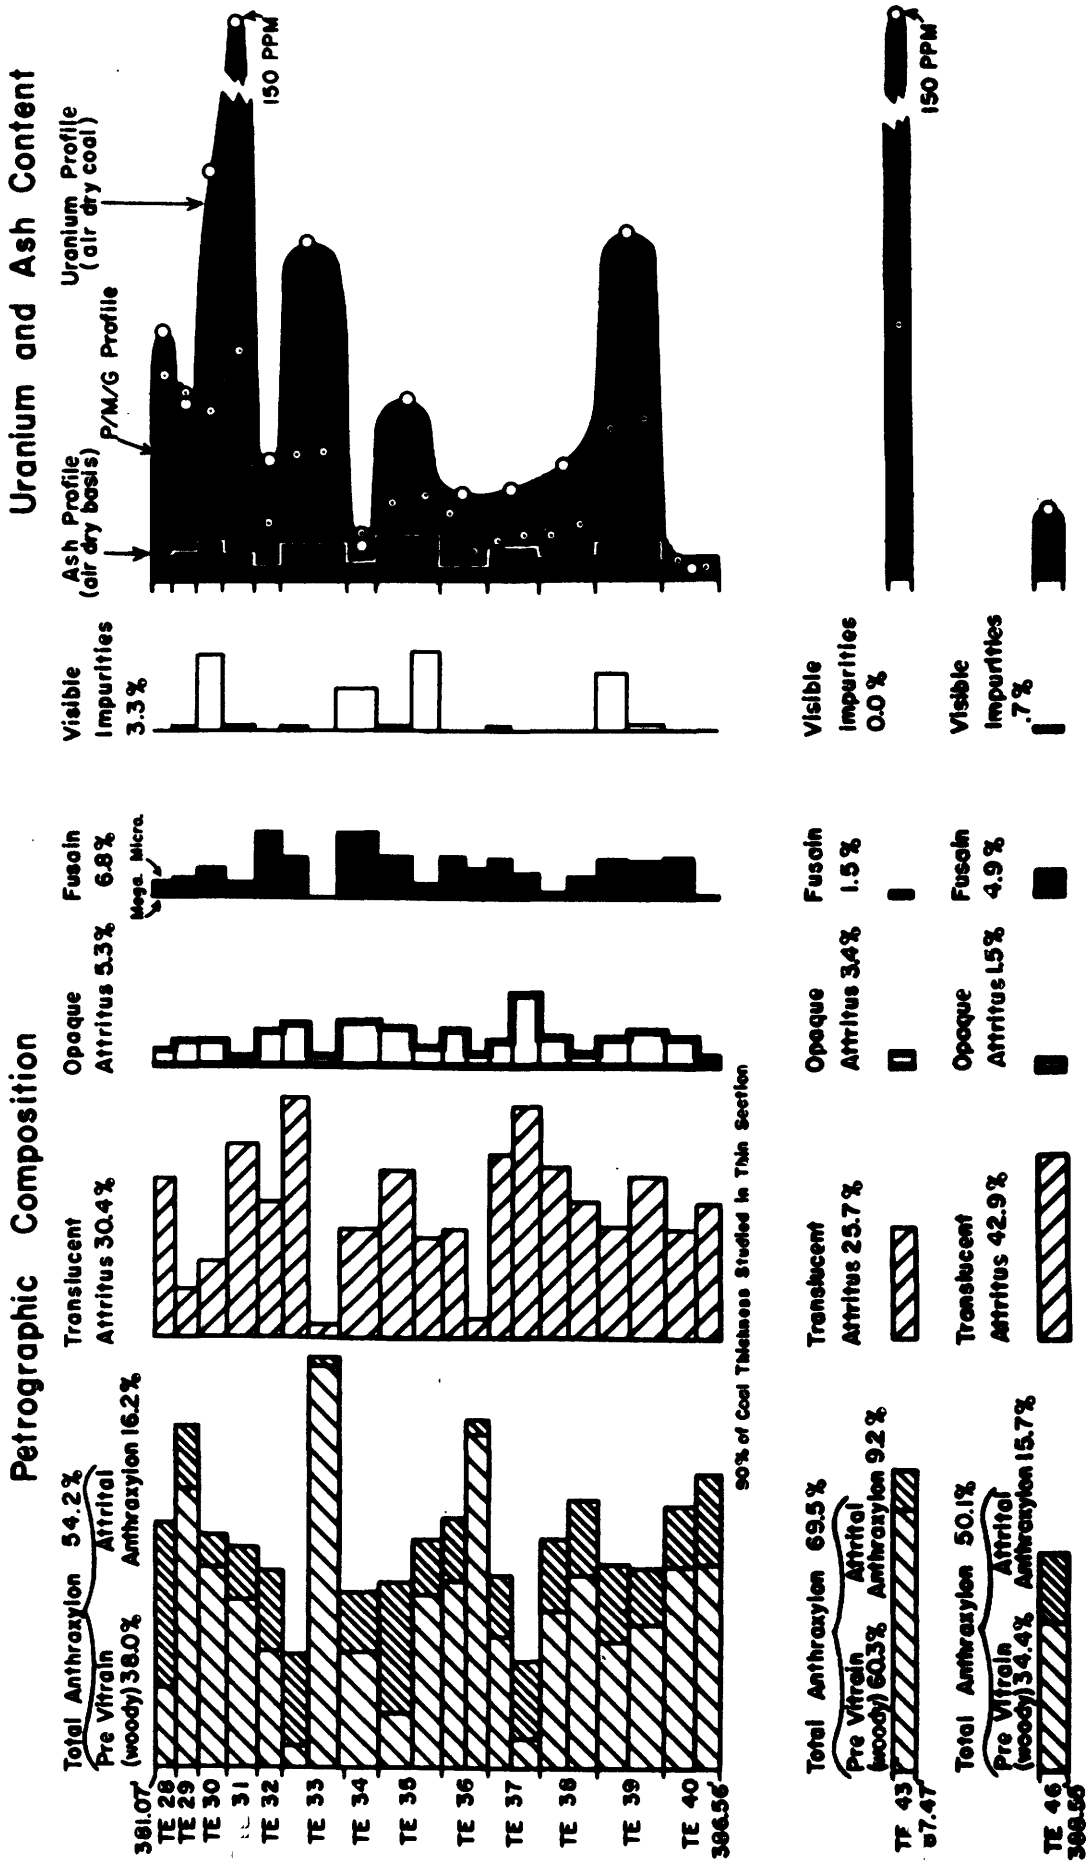 Petrographic Composition
Uranium and Ash Content
Total Anthraxylon 54.2%
Pre Vitrain
(woody) 38.0%
Attrital
Anthraxylon 16.2%
Translucent
Attritus 30.4%
Opaque
Attritus 5.3%
Fusain
6.8%
Mega. Micro.
Visible
Impurities
3.3%
Ash Profile
(air dry basis)
P/M/G Profile
Uranium Profile
(air dry coal)
150 PPM
381.07'
TE 28
TE 29
TE 30
31
TE 32
TE 33
TE 34
TE 35
TE 36
TE 37
TE 38
TE 39
TE 40
386.56'
90% of Coal Thickness Studied in Thin Section
Total Anthraxylon 69.5%
Pre Vitrain
(woody) 60.3%
Attrital
Anthraxylon 9.2%
Translucent
Attritus 25.7%
Opaque
Attritus 3.4%
Fusain
1.5%
Visible
Impurities
0.0%
150 PPM
43
87.47'
Total Anthraxylon 50.1%
Pre Vitrain
(woody) 34.4%
Attrital
Anthraxylon 15.7%
Translucent
Attritus 42.9%
Opaque
Attritus 1.5%
Fusain
4.9%
Visible
Impurities
.7%
TE 46